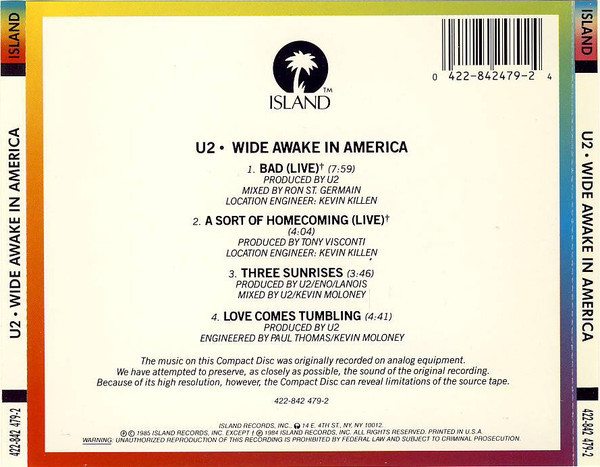 ISLAND
U2 • WIDE AWAKE IN AMERICA
422-842 479-2
TM
ISLAND
0 422-842479-2 4
U2 • WIDE AWAKE IN AMERICA
1. BAD (LIVE)† (7:59)
PRODUCED BY U2
MIXED BY RON ST. GERMAIN
LOCATION ENGINEER: KEVIN KILLEN
2. A SORT OF HOMECOMING (LIVE)†
(4:04)
PRODUCED BY TONY VISCONTI
LOCATION ENGINEER: KEVIN KILLEN
3. THREE SUNRISES (3:46)
PRODUCED BY U2/ENO/LANOIS
MIXED BY U2/KEVIN MOLONEY
4. LOVE COMES TUMBLING (4:41)
PRODUCED BY U2
ENGINEERED BY PAUL THOMAS/KEVIN MOLONEY
The music on this Compact Disc was originally recorded on analog equipment.
We have attempted to preserve, as closely as possible, the sound of the original recording.
Because of its high resolution, however, the Compact Disc can reveal limitations of the source tape.
422-842 479-2
ISLAND RECORDS, INC., 14 E. 4TH ST., NY, NY 10012.
Ⓟ © 1985 ISLAND RECORDS, INC. EXCEPT † Ⓟ 1984 ISLAND RECORDS, INC. ALL RIGHTS RESERVED. PRINTED IN U.S.A.
WARNING: UNAUTHORIZED REPRODUCTION OF THIS RECORDING IS PROHIBITED BY FEDERAL LAW AND SUBJECT TO CRIMINAL PROSECUTION.
ISLAND
U2 • WIDE AWAKE IN AMERICA
422-842 479-2